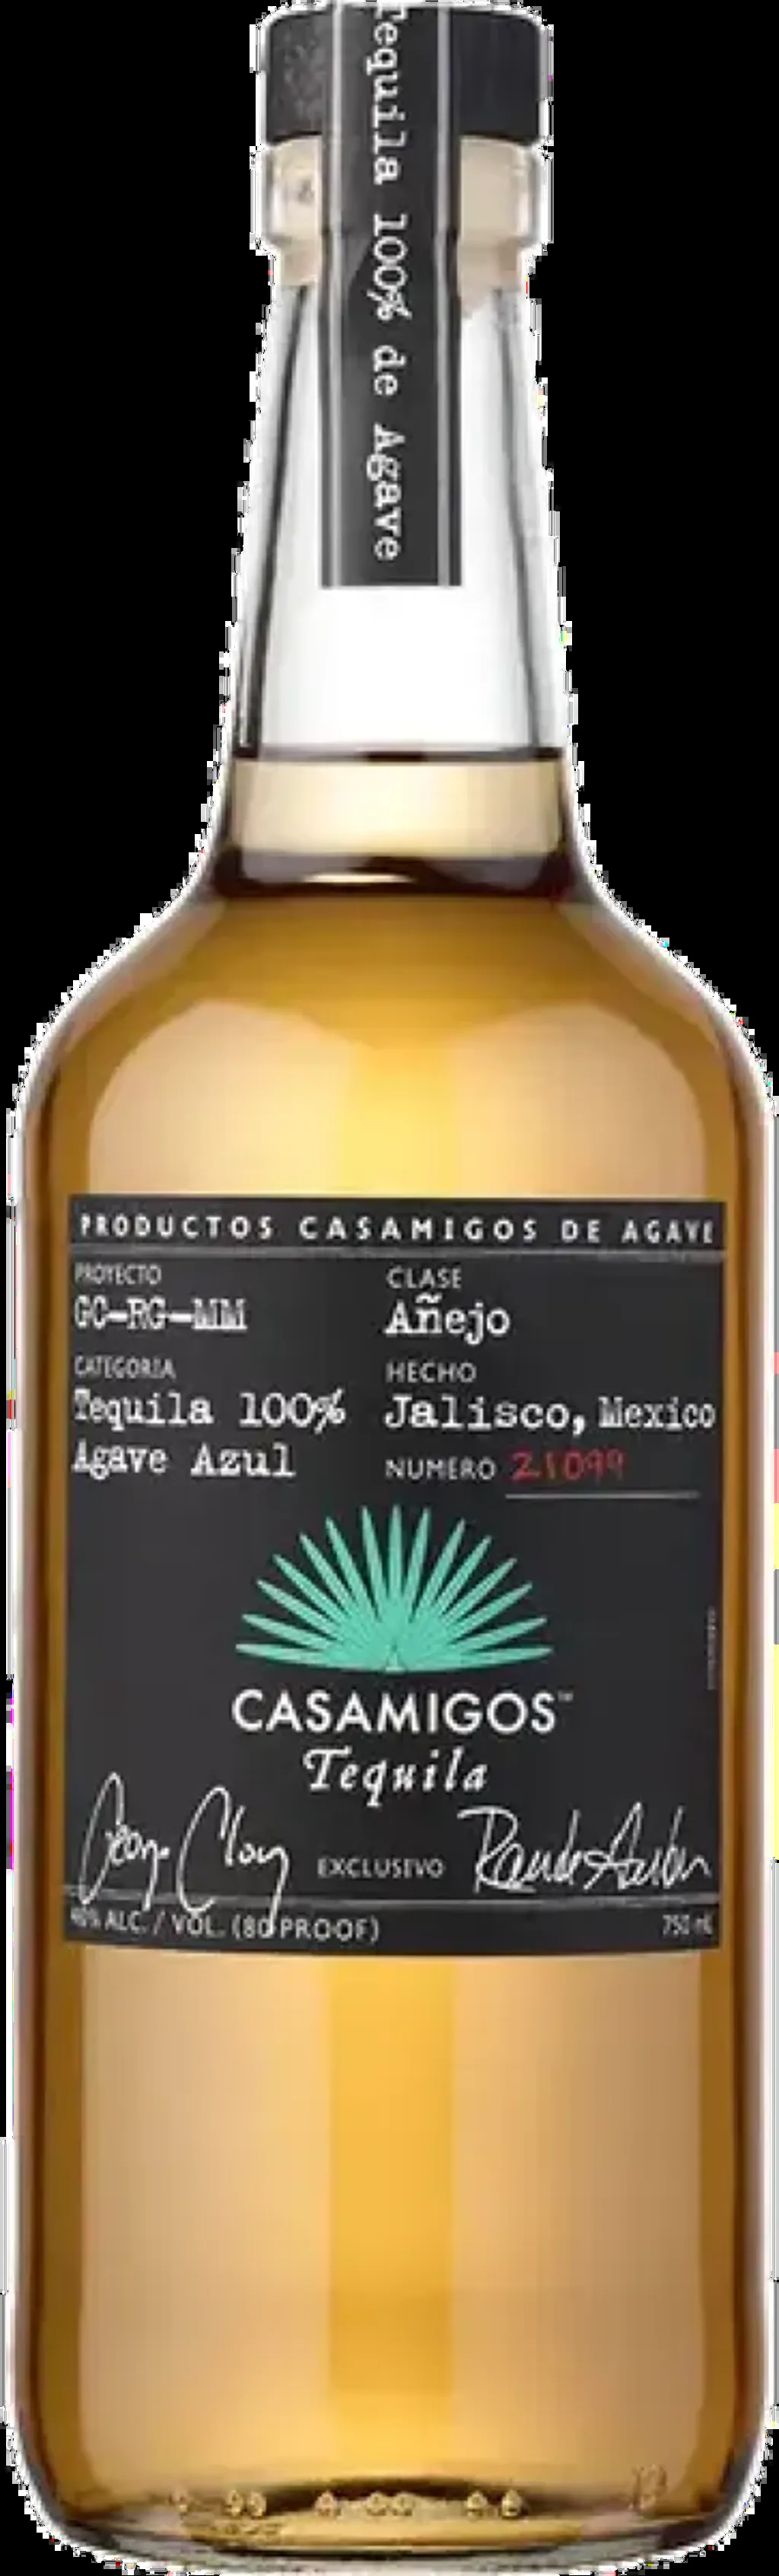 Tequila 100% de Agave
PRODUCTOS CASAMIGOS DE AGAVE
PROYECTO
GC-RG-MM
CLASE
Añejo
CATEGORIA
Tequila 100%
Agave Azul
HECHO
Jalisco, Mexico
NUMERO 21099
CASAMIGOS™
Tequila
EXCLUSIVO
40% ALC. / VOL. (80 PROOF)
750 mL